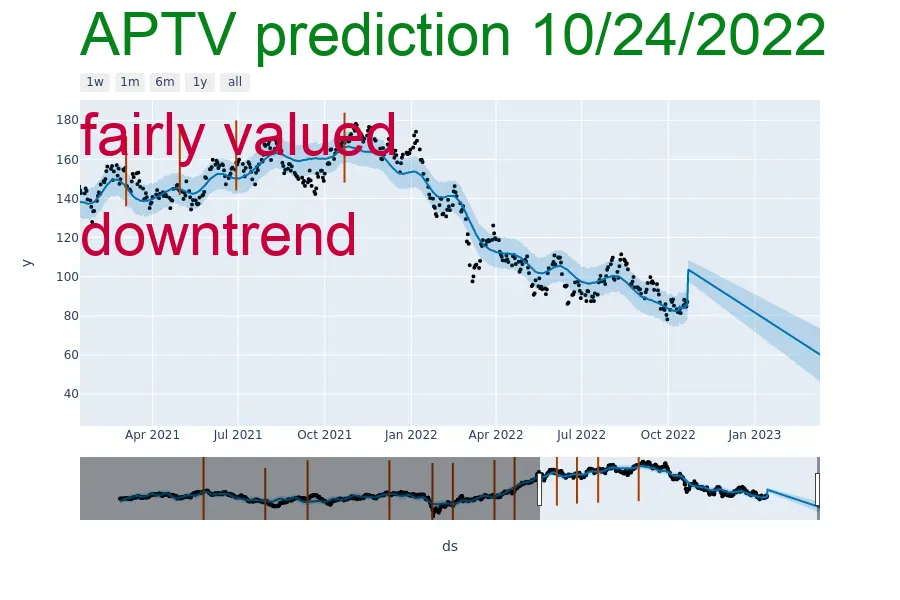 APTV prediction 10/24/2022
1w 1m 6m 1y all
fairly valued
downtrend
180
160
140
120
100
80
60
40
y
Apr 2021 Jul 2021 Oct 2021 Jan 2022 Apr 2022 Jul 2022 Oct 2022 Jan 2023
ds